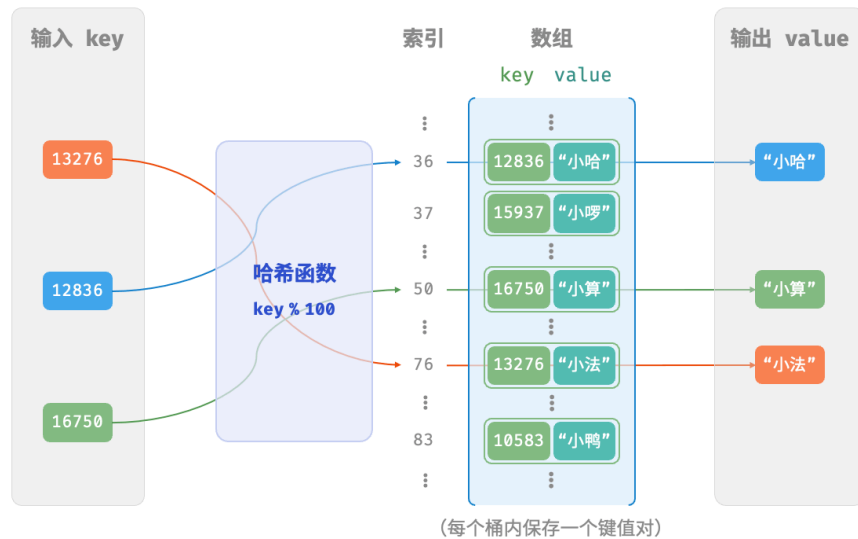 输入 key
索引
数组
输出 value
key value
13276
36
12836
“小哈”
“小哈”
37
15937
“小啰”
哈希函数
key % 100
12836
50
16750
“小算”
“小算”
76
13276
“小法”
“小法”
16750
83
10583
“小鸭”
(每个桶内保存一个键值对)